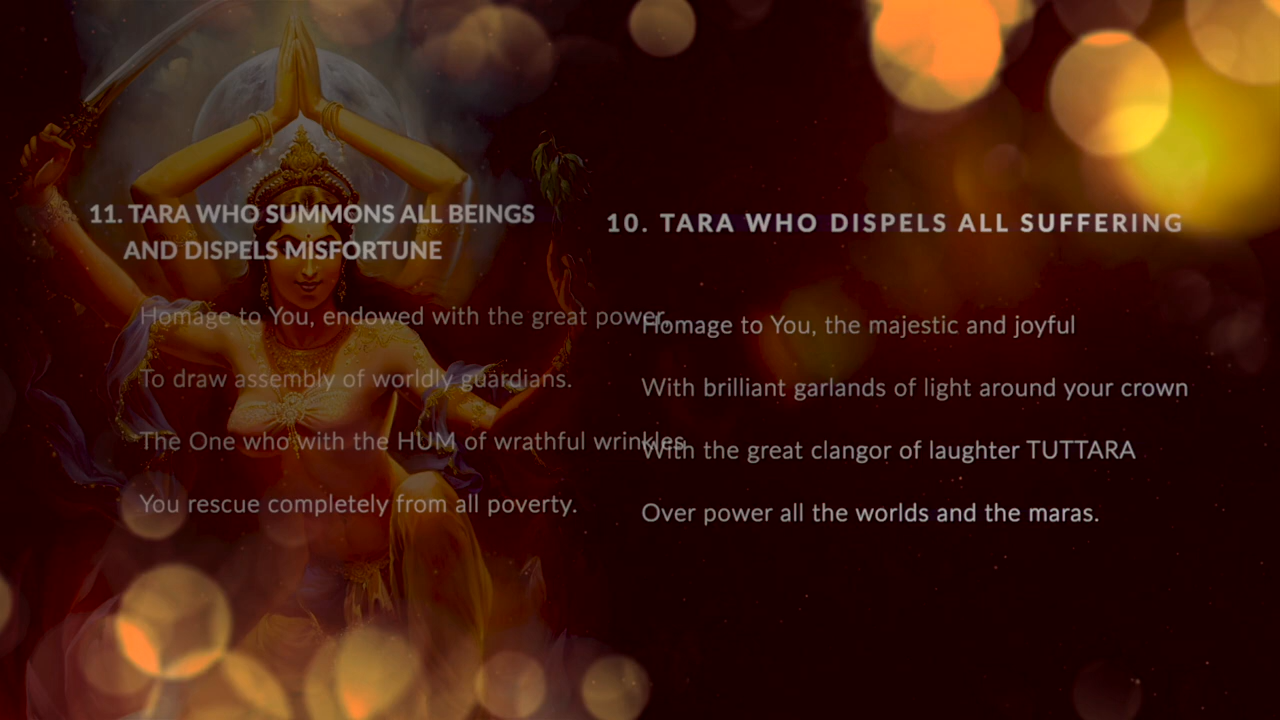 11. TARA WHO SUMMONS ALL BEINGS
AND DISPELS MISFORTUNE
Homage to You, endowed with the great power,
To draw assembly of worldly guardians.
The One who with the HUM of wrathful wrinkles
You rescue completely from all poverty.
10. TARA WHO DISPELS ALL SUFFERING
Homage to You, the majestic and joyful
With brilliant garlands of light around your crown
With the great clangor of laughter TUTTARA
Over power all the worlds and the maras.